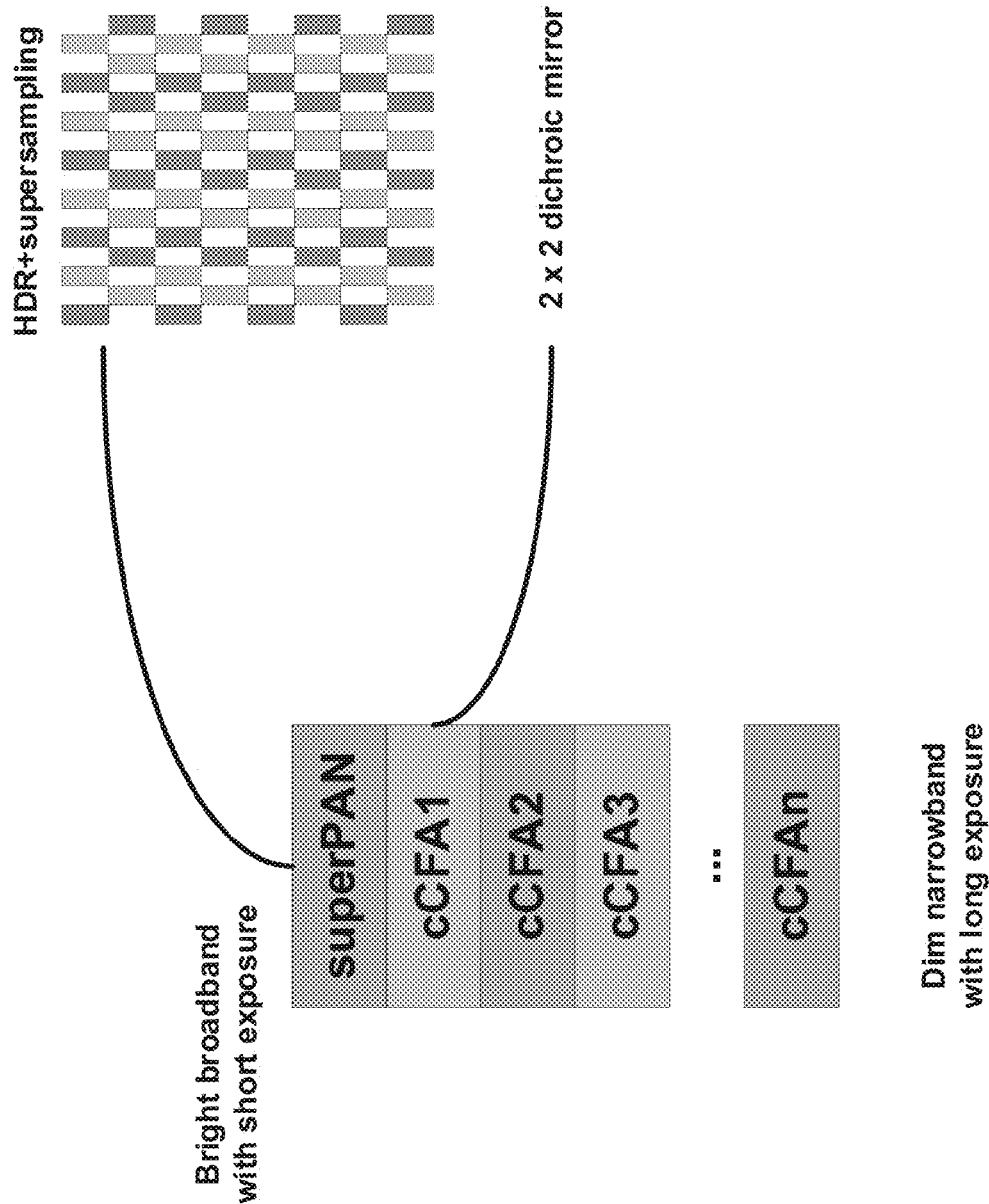 HDR+supersampling
2 x 2 dichroic mirror
Bright broadband
with short exposure
superPAN
cCFA1
cCFA2
cCFA3
...
cCFAn
Dim narrowband
with long exposure